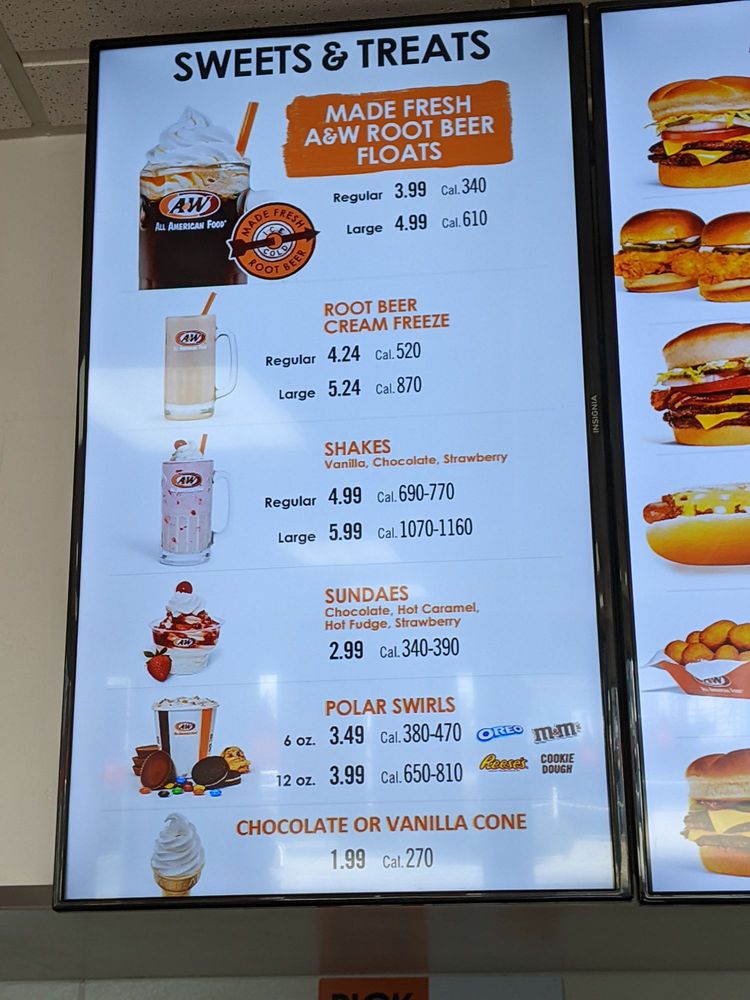 SWEETS & TREATS
MADE FRESH
A&W ROOT BEER
FLOATS
Regular 3.99 Cal. 340
Large 4.99 Cal. 610
A&W
ALL AMERICAN FOOD
MADE FRESH
ICE
COLD
ROOT BEER
ROOT BEER
CREAM FREEZE
Regular 4.24 Cal. 520
Large 5.24 Cal. 870
A&W
SHAKES
Vanilla, Chocolate, Strawberry
Regular 4.99 Cal. 690-770
Large 5.99 Cal. 1070-1160
A&W
SUNDAES
Chocolate, Hot Caramel,
Hot Fudge, Strawberry
2.99 Cal. 340-390
A&W
POLAR SWIRLS
6 oz. 3.49 Cal. 380-470
12 oz. 3.99 Cal. 650-810
OREO m&m's
Reese's COOKIE
DOUGH
A&W
CHOCOLATE OR VANILLA CONE
1.99 Cal. 270
INSIGNIA
A&W